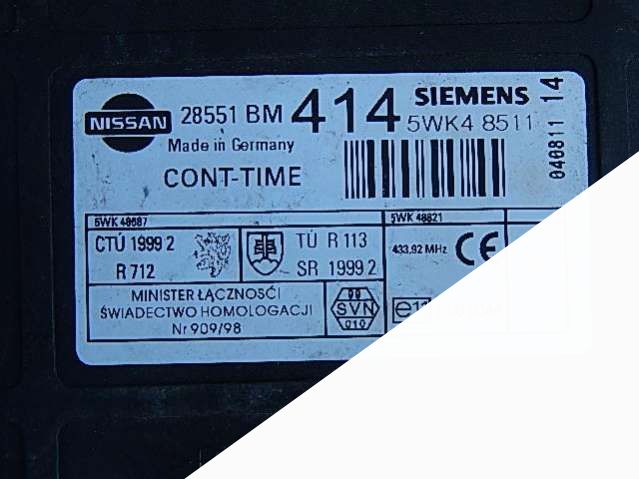 NISSAN 28551 BM 414 SIEMENS
5WK4 8511
040811 14
Made in Germany
CONT-TIME
5WK 48687
5WK 48821
CTÚ 1999 2
R 712
TÚ R 113
SR 1999 2
433.92 MHz CE
MINISTER ŁĄCZNOŚCI
ŚWIADECTWO HOMOLOGACJI
Nr 909/98
99
SVN
010